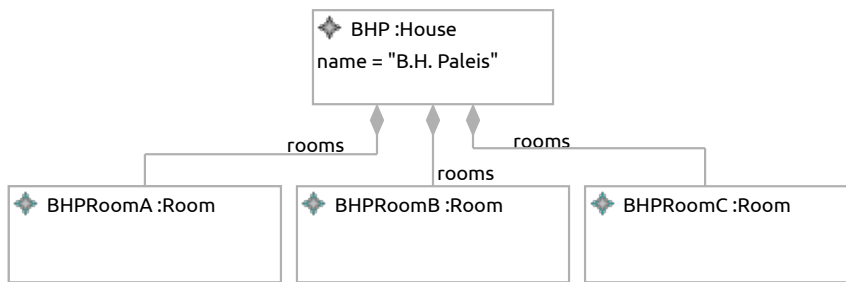 BHP :House
name = "B.H. Paleis"
rooms
rooms
rooms
BHPRoomA :Room
BHPRoomB :Room
BHPRoomC :Room